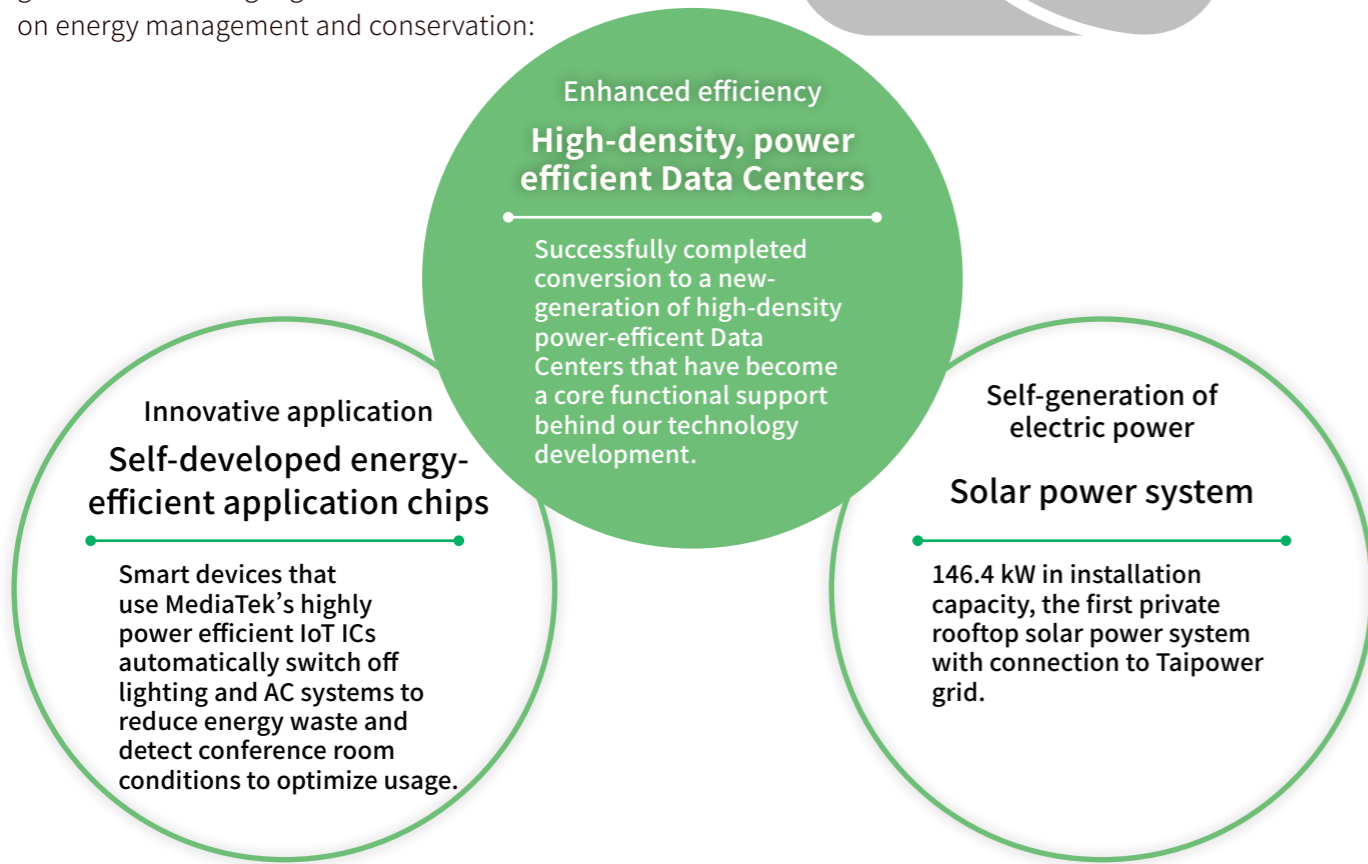 on energy management and conservation:
Enhanced efficiency
High-density, power
efficient Data Centers
Successfully completed
conversion to a new-
generation of high-density
power-efficent Data
Centers that have become
a core functional support
behind our technology
development.
Innovative application
Self-developed energy-
efficient application chips
Smart devices that
use MediaTek’s highly
power efficient IoT ICs
automatically switch off
lighting and AC systems to
reduce energy waste and
detect conference room
conditions to optimize usage.
Self-generation of
electric power
Solar power system
146.4 kW in installation
capacity, the first private
rooftop solar power system
with connection to Taipower
grid.